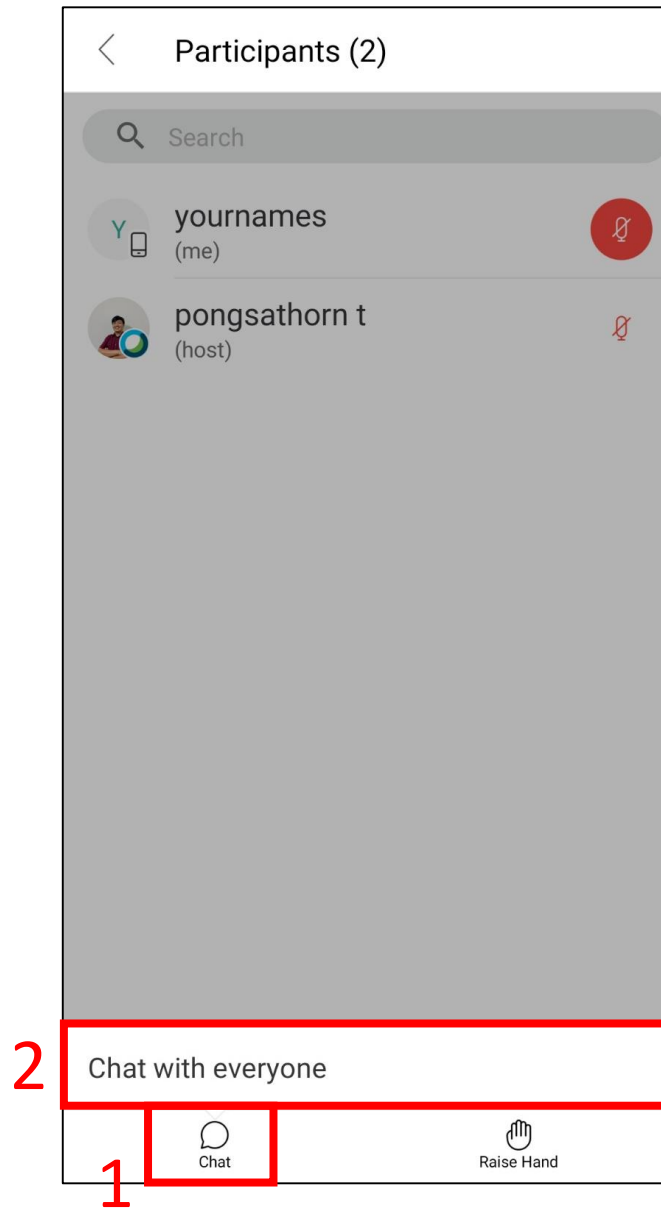 Participants (2)
Search
Y
yournames
(me)
pongsathorn t
(host)
2
Chat with everyone
Chat
Raise Hand
1